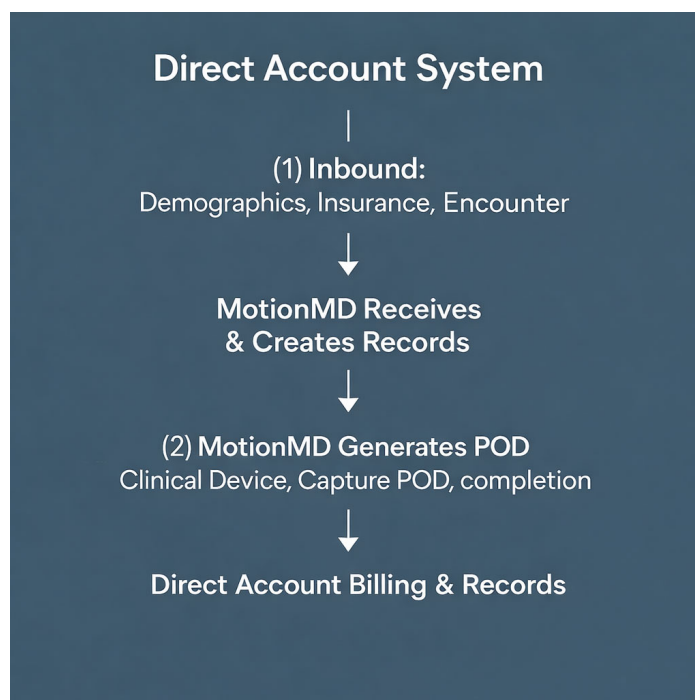 Direct Account System
(1) Inbound:
Demographics, Insurance, Encounter
MotionMD Receives
& Creates Records
(2) MotionMD Generates POD
Clinical Device, Capture POD, completion
Direct Account Billing & Records